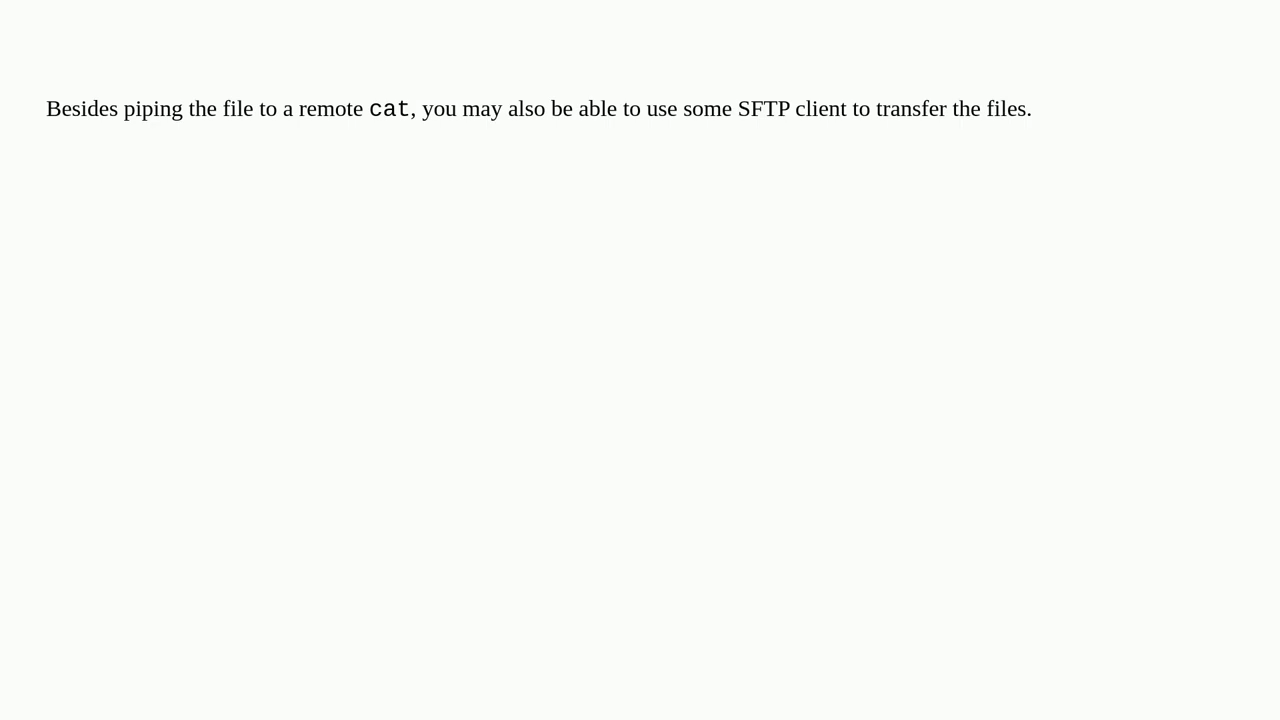 Besides piping the file to a remote cat, you may also be able to use some SFTP client to transfer the files.